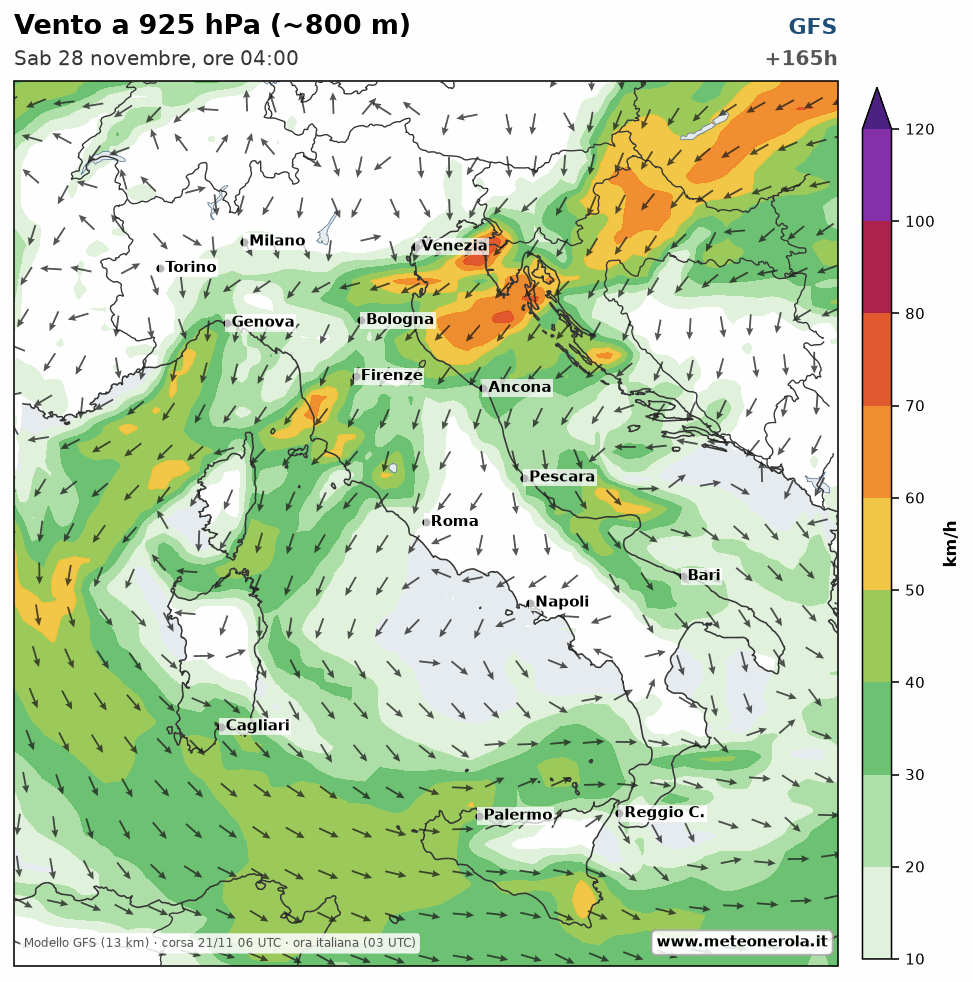 Vento a 925 hPa (~800 m)
GFS
Sab 28 novembre, ore 04:00
+165h
120
100
80
70
60
50
40
30
20
10
km/h
Milano
Venezia
Torino
Genova
Bologna
Firenze
Ancona
Pescara
Roma
Bari
Napoli
Cagliari
Palermo
Reggio C.
Modello GFS (13 km) · corsa 21/11 06 UTC · ora italiana (03 UTC)
www.meteonerola.it